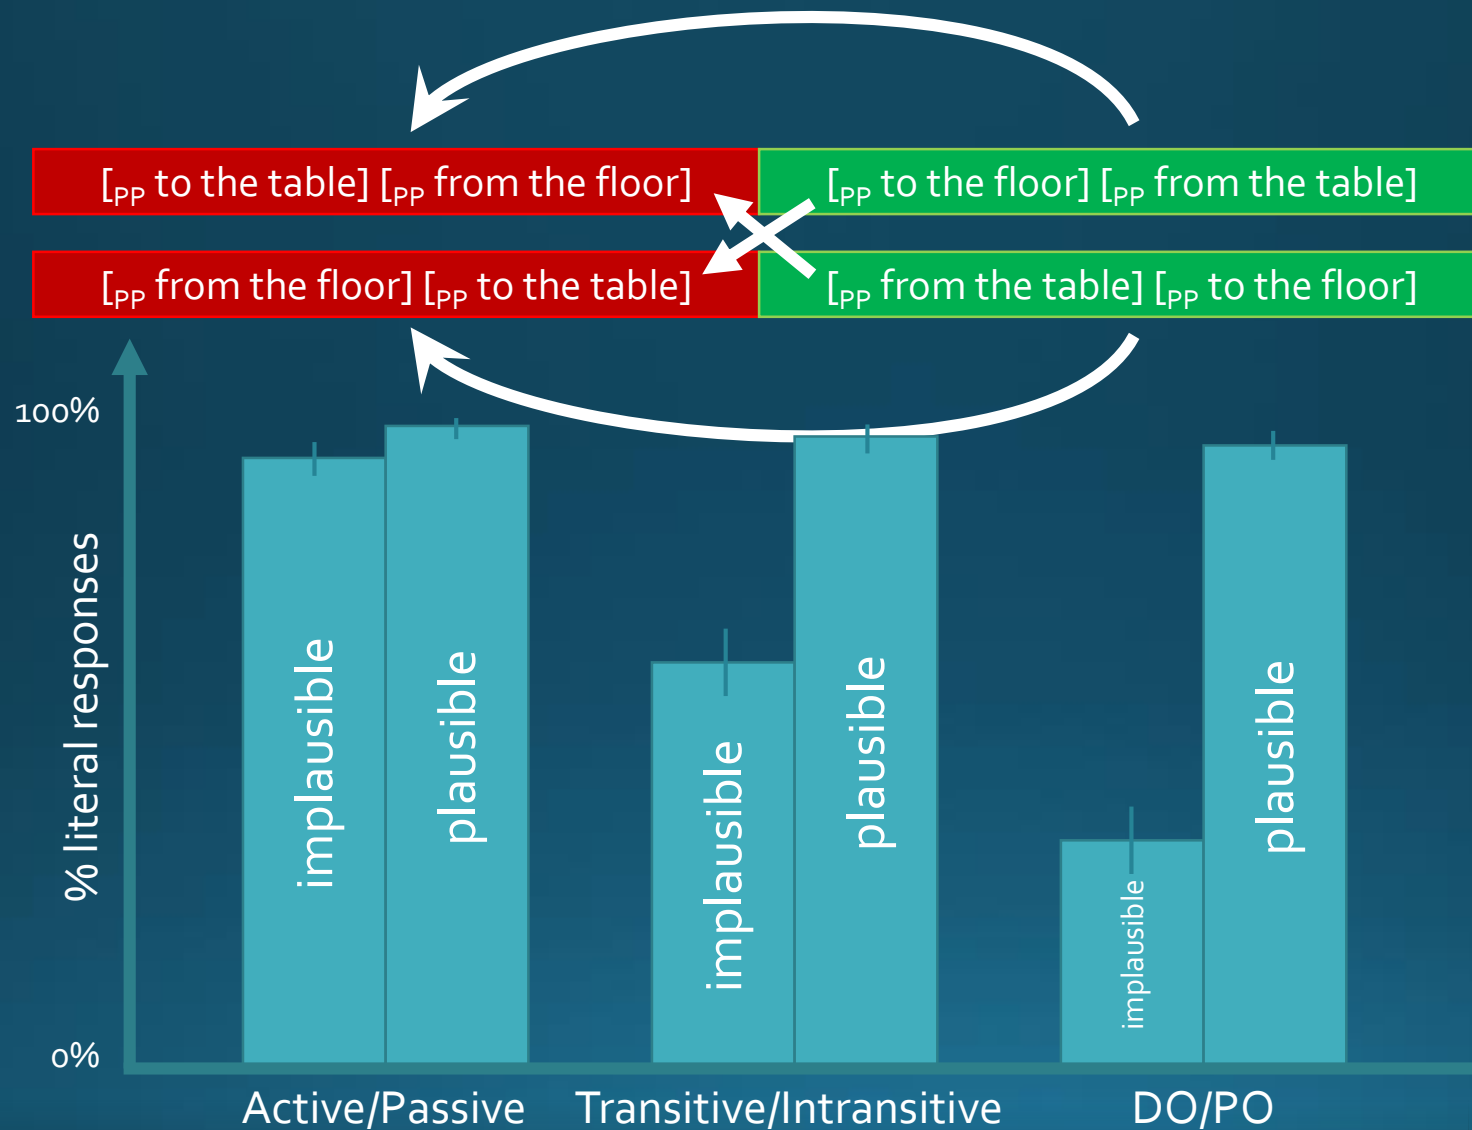 [PP to the table] [PP from the floor]
[PP to the floor] [PP from the table]
[PP from the floor] [PP to the table]
[PP from the table] [PP to the floor]
100%
% literal responses
0%
implausible
plausible
implausible
plausible
implausible
plausible
Active/Passive
Transitive/Intransitive
DO/PO